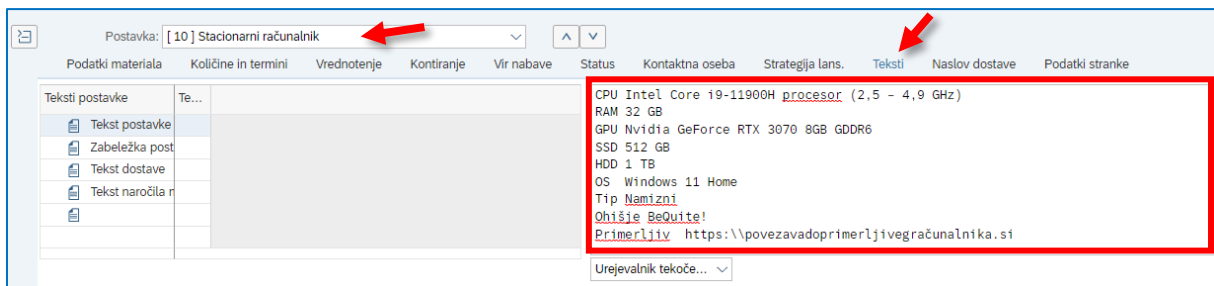 Postavka: [ 10 ] Stacionarni računalnik
Podatki materiala Količine in termini Vrednotenje Kontiranje Vir nabave Status Kontaktna oseba Strategija lans. Teksti Naslov dostave Podatki stranke
Teksti postavke Te...
Tekst postavke
Zabeležka post
Tekst dostave
Tekst naročila n
CPU Intel Core i9-11900H procesor (2,5 – 4,9 GHz)
RAM 32 GB
GPU Nvidia GeForce RTX 3070 8GB GDDR6
SSD 512 GB
HDD 1 TB
OS Windows 11 Home
Tip Namizni
Ohišje BeQuite!
Primerljiv https:\\povezavadoprimerljivegračunalnika.si
Urejevalnik tekoče...